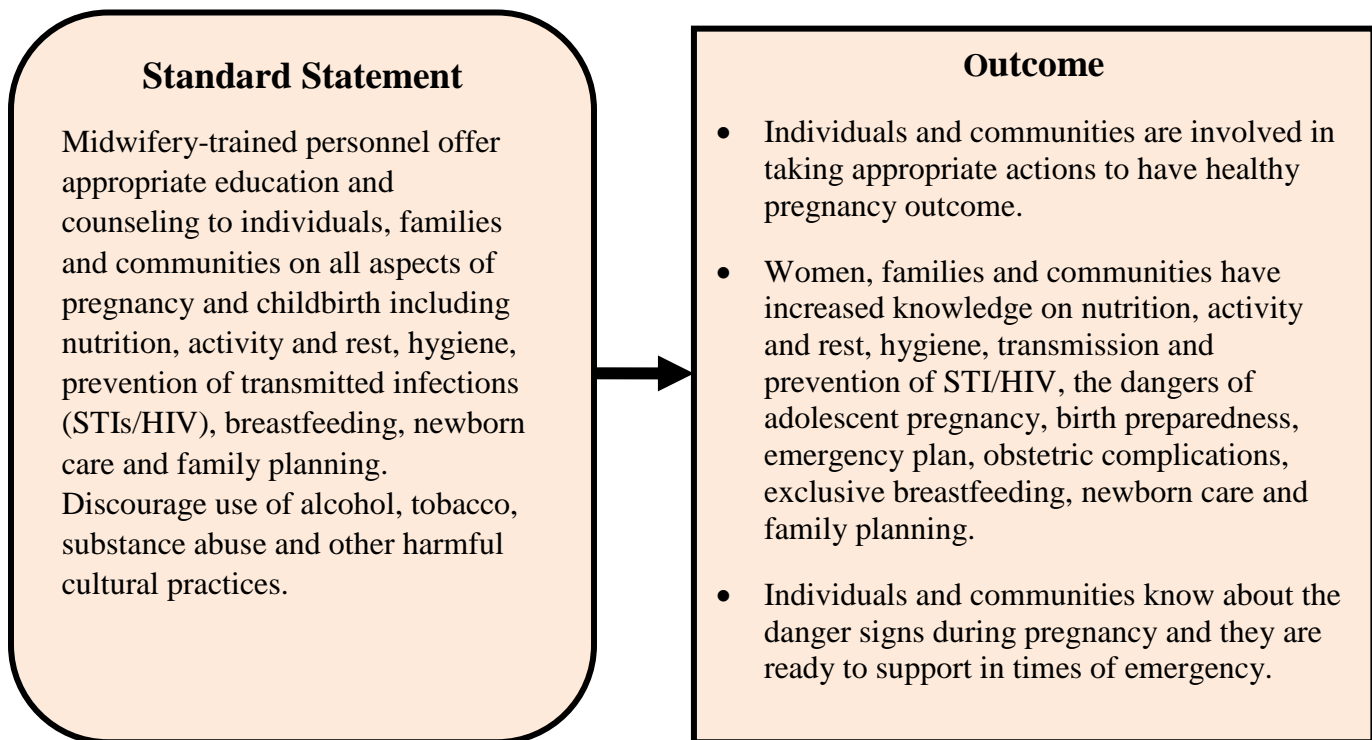 Standard Statement
Midwifery-trained personnel offer
appropriate education and
counseling to individuals, families
and communities on all aspects of
pregnancy and childbirth including
nutrition, activity and rest, hygiene,
prevention of transmitted infections
(STIs/HIV), breastfeeding, newborn
care and family planning.
Discourage use of alcohol, tobacco,
substance abuse and other harmful
cultural practices.
Outcome
• Individuals and communities are involved in
taking appropriate actions to have healthy
pregnancy outcome.
• Women, families and communities have
increased knowledge on nutrition, activity
and rest, hygiene, transmission and
prevention of STI/HIV, the dangers of
adolescent pregnancy, birth preparedness,
emergency plan, obstetric complications,
exclusive breastfeeding, newborn care and
family planning.
• Individuals and communities know about the
danger signs during pregnancy and they are
ready to support in times of emergency.